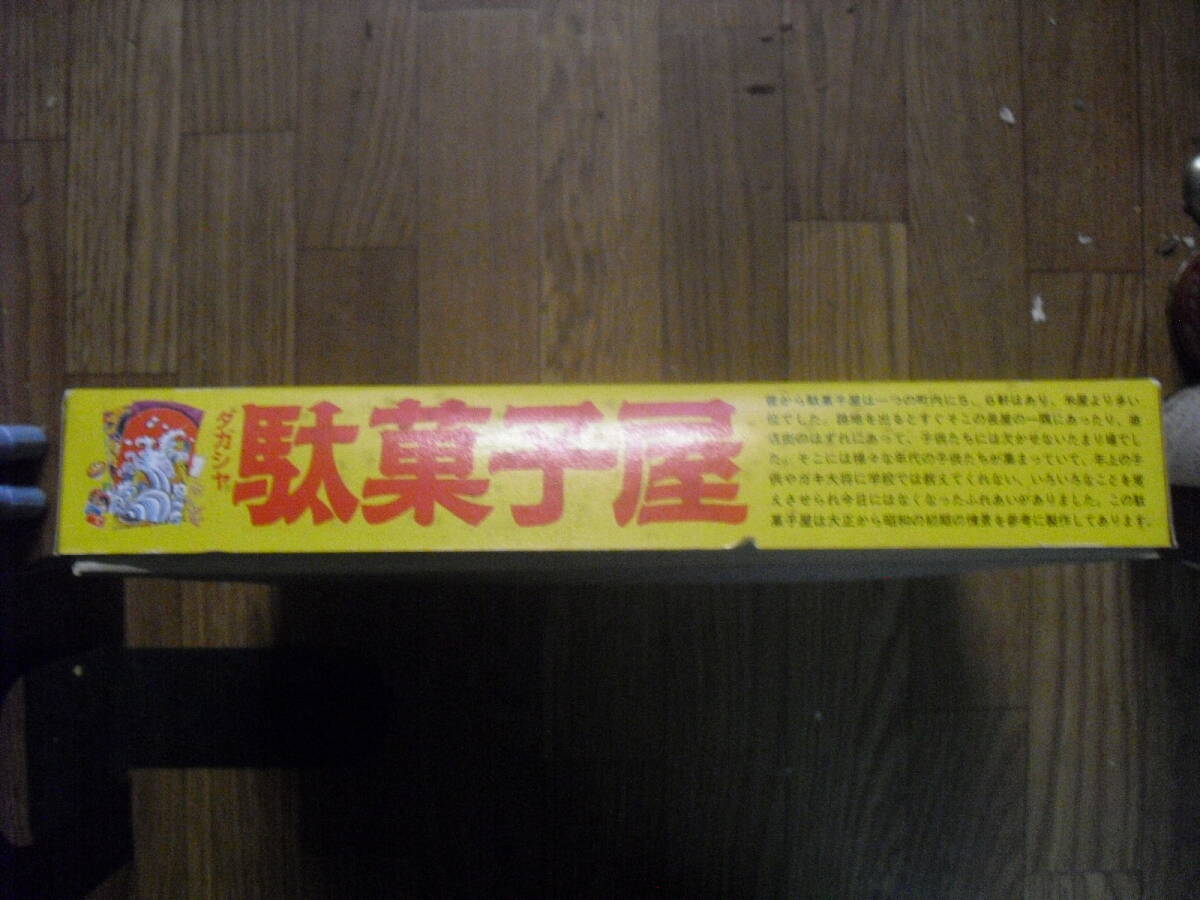 ダガシヤ
駄菓子屋
昔から駄菓子屋は一つの町内に5、6軒はあり、米屋より多い
位でした。路地を出るとすぐそこの長屋の一隅にあったり、商
店街のはずれにあって、子供たちには欠かせないたまり場でし
た。そこには様々な年代の子供たちが集まっていて、年上の子
供やガキ大将に学校では教えてくれない、いろいろなことを覚
えさせられ今日にはなくなったふれあいがありました。この駄
菓子屋は大正から昭和の初期の情景を参考に製作してあります。